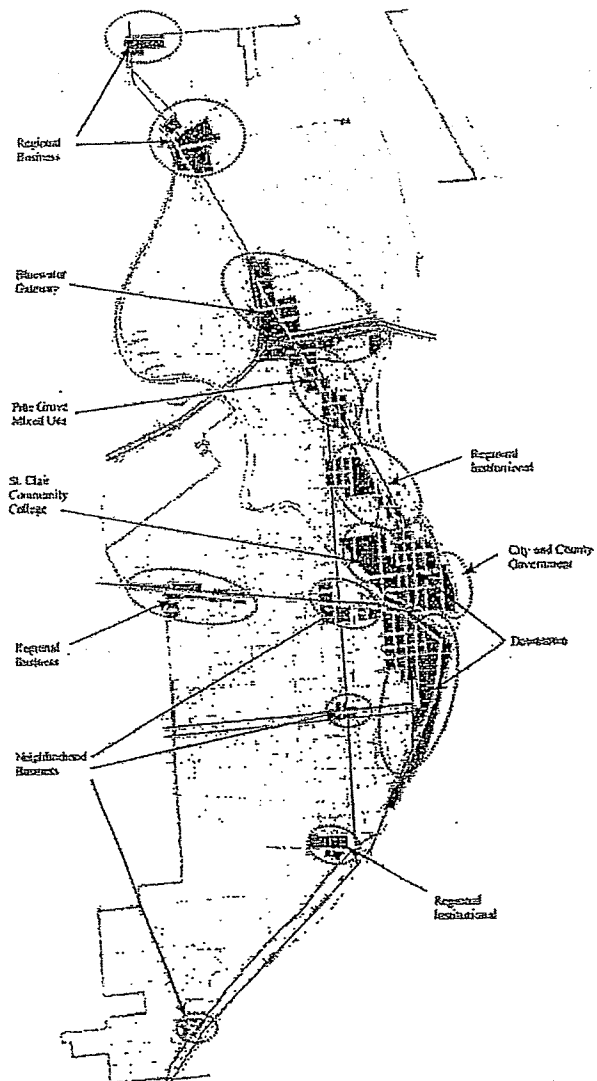 Regional
Business
Bluewater
Gateway
Pine Grove
Mixed Use
Regional
Institutional
St. Clair
Community
College
City and County
Government
Downtown
Regional
Business
Neighborhood
Business
Regional
Institutional